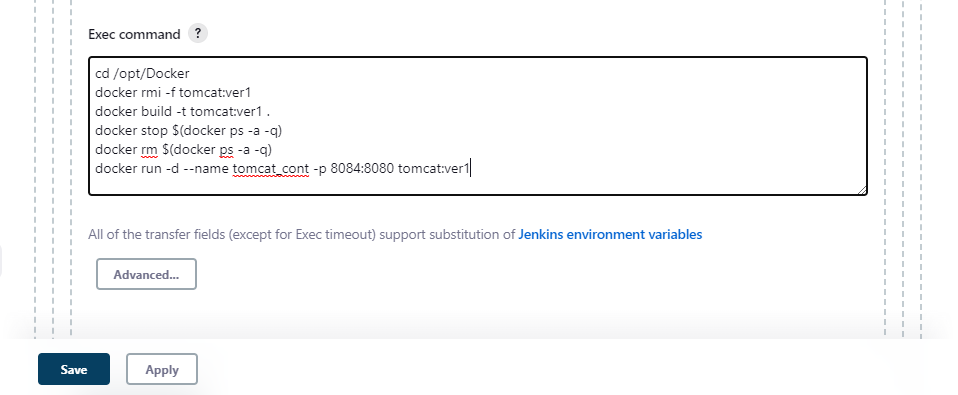 Exec command ?
cd /opt/Docker
docker rmi -f tomcat:ver1
docker build -t tomcat:ver1 .
docker stop $(docker ps -a -q)
docker rm $(docker ps -a -q)
docker run -d --name tomcat_cont -p 8084:8080 tomcat:ver1
All of the transfer fields (except for Exec timeout) support substitution of Jenkins environment variables
Advanced...
Save Apply